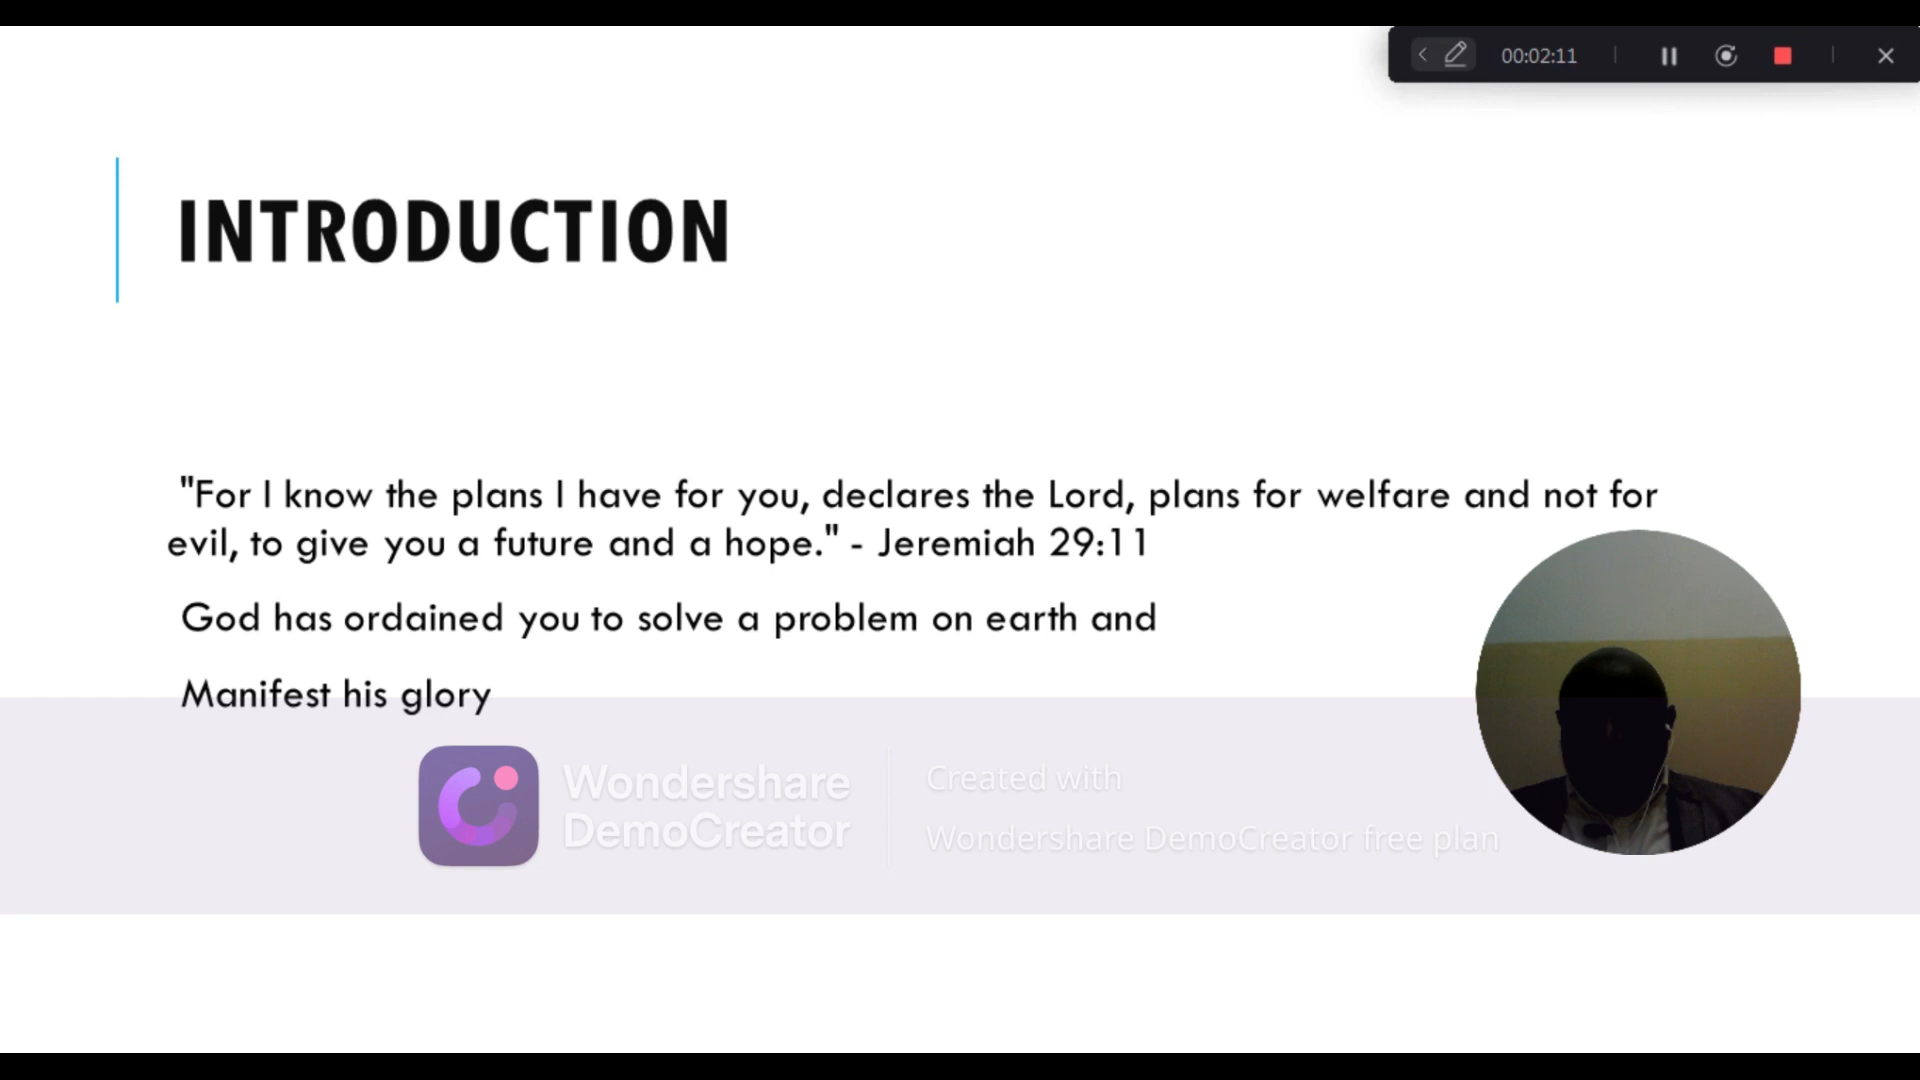 00:02:11
INTRODUCTION
"For I know the plans I have for you, declares the Lord, plans for welfare and not for
evil, to give you a future and a hope." - Jeremiah 29:11
God has ordained you to solve a problem on earth and
Manifest his glory
Wondershare
DemoCreator
Created with
Wondershare DemoCreator free plan